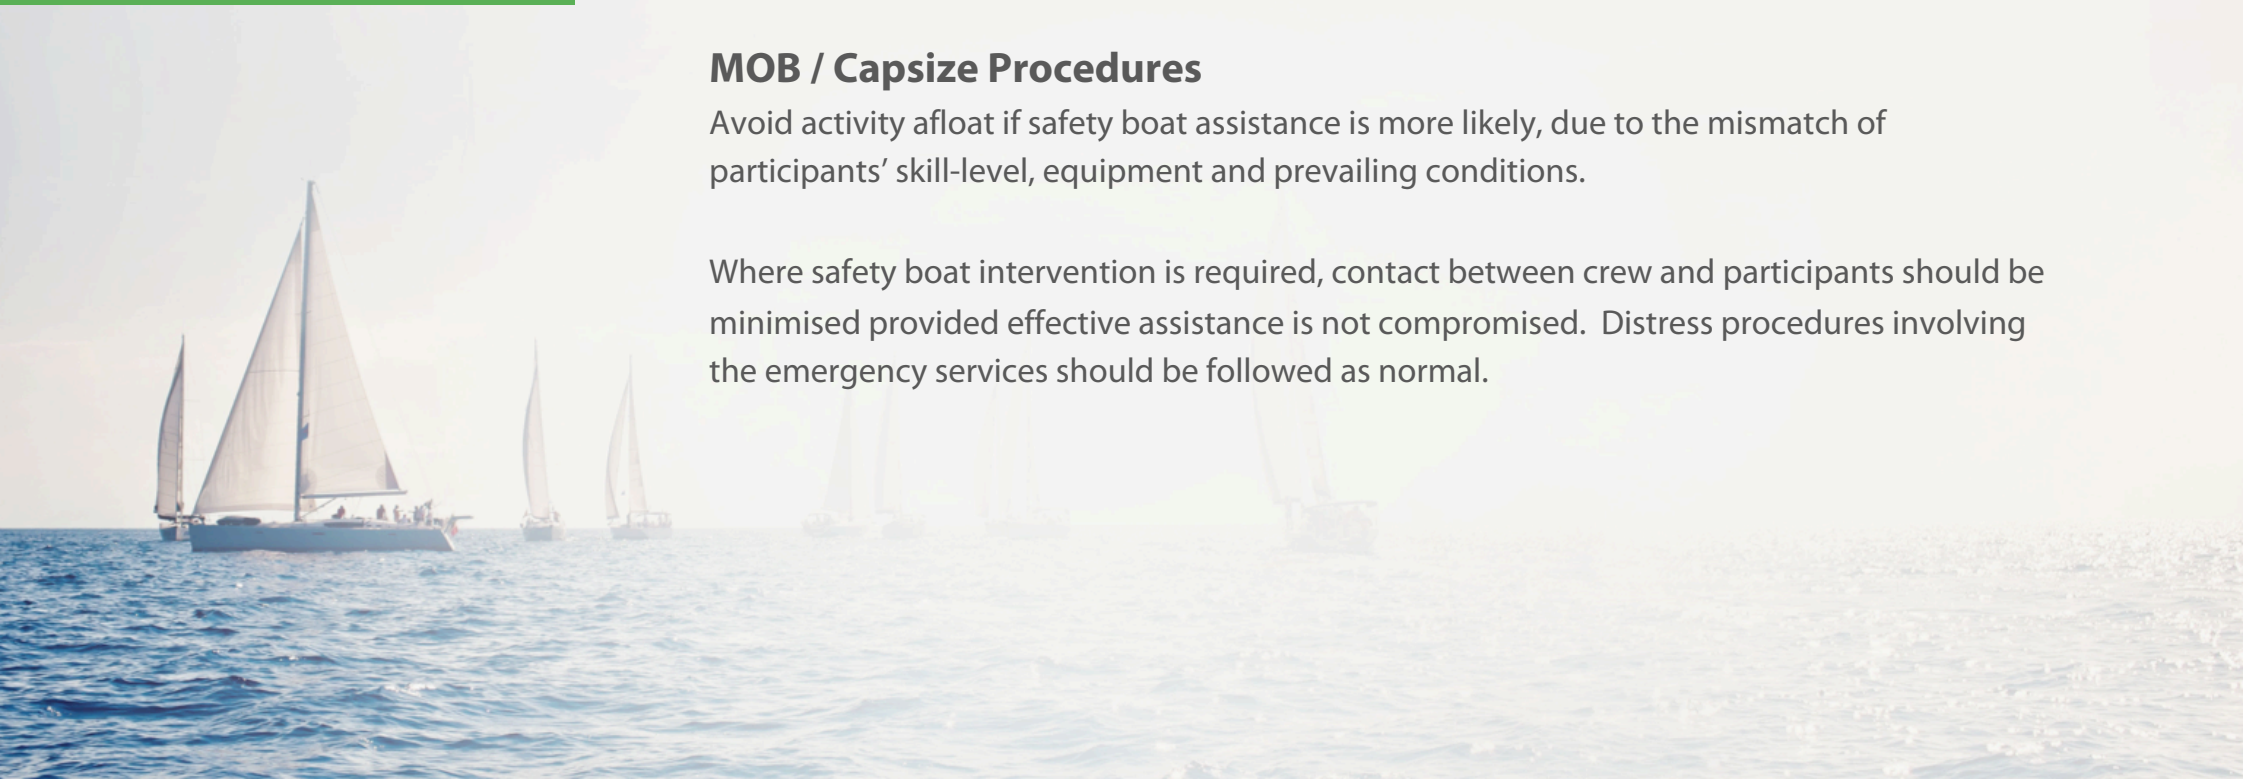 MOB / Capsize Procedures
Avoid activity afloat if safety boat assistance is more likely, due to the mismatch of
participants’ skill-level, equipment and prevailing conditions.
Where safety boat intervention is required, contact between crew and participants should be
minimised provided effective assistance is not compromised.  Distress procedures involving
the emergency services should be followed as normal.